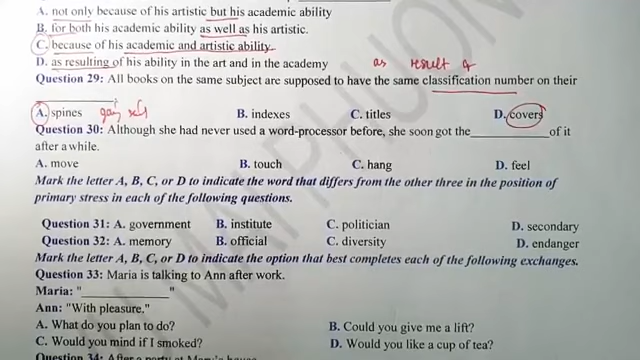 A. not only because of his artistic but his academic ability
B. for both his academic ability as well as his artistic.
C. because of his academic and artistic ability
D. as resulting of his ability in the art and in the academy as result of
Question 29: All books on the same subject are supposed to have the same classification number on their
A. spines B. indexes C. titles D. covers
Question 30: Although she had never used a word-processor before, she soon got the____________of it
after a while.
A. move B. touch C. hang D. feel
Mark the letter A, B, C, or D to indicate the word that differs from the other three in the position of
primary stress in each of the following questions.
Question 31: A. government B. institute C. politician D. secondary
Question 32: A. memory B. official C. diversity D. endanger
Mark the letter A, B, C, or D to indicate the option that best completes each of the following exchanges.
Question 33: Maria is talking to Ann after work.
Maria: "______________"
Ann: "With pleasure."
A. What do you plan to do? B. Could you give me a lift?
C. Would you mind if I smoked? D. Would you like a cup of tea?
Question 34: After a party at Mary's house